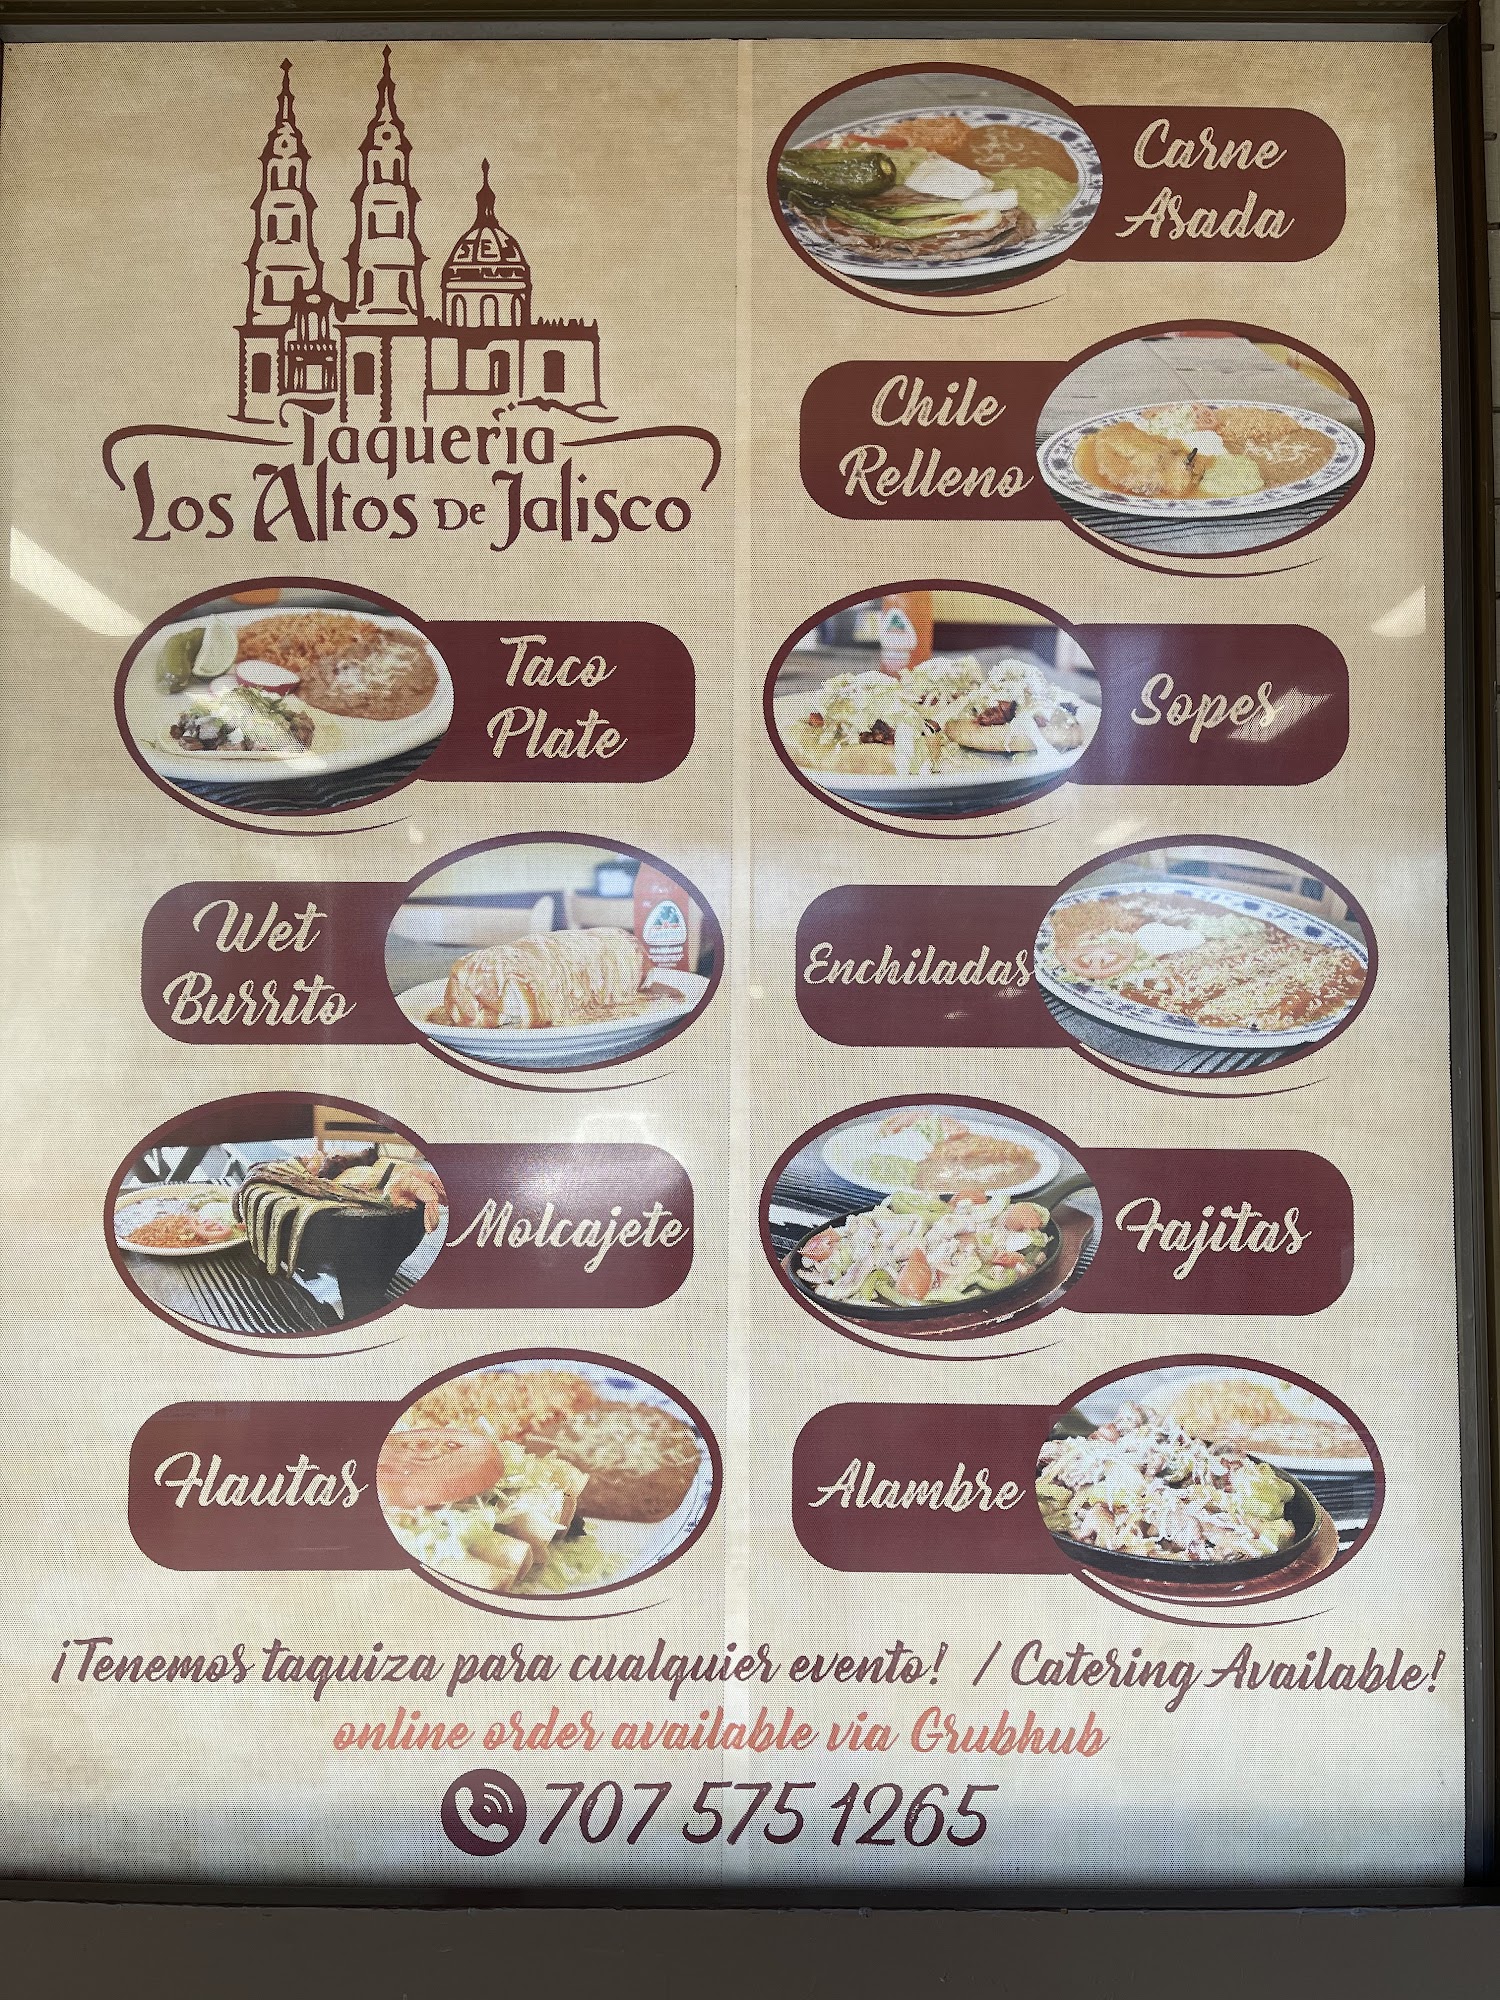 Taqueria
Los Altos De Jalisco
Taco
Plate
Wet
Burrito
Molcajete
Flautas
Carne
Asada
Chile
Relleno
Sopes
Enchiladas
Fajitas
Alambre
¡Tenemos taquiza para cualquier evento! / Catering Available!
online order available via Grubhub
707 575 1265